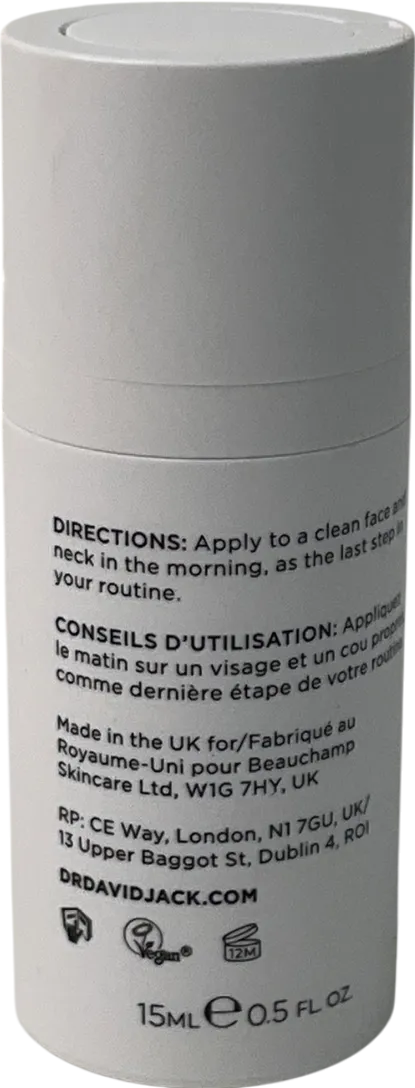 DIRECTIONS: Apply to a clean face and
neck in the morning, as the last step in
your routine.
CONSEILS D'UTILISATION: Appliquez
le matin sur un visage et un cou propres
comme dernière étape de votre routine.
Made in the UK for/Fabriqué au
Royaume-Uni pour Beauchamp
Skincare Ltd, W1G 7HY, UK
RP: CE Way, London, N1 7GU, UK/
13 Upper Baggot St, Dublin 4, ROI
DRDAVIDJACK.COM
Vegan®
12M
15ML e 0.5 FL OZ